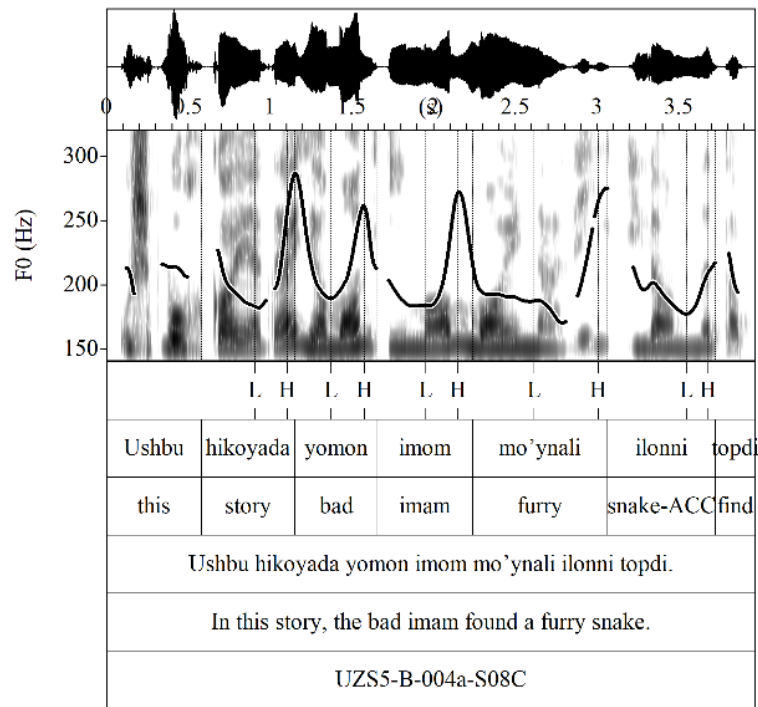 0 0.5 1 1.5 2 (s) 2.5 3 3.5
300
250
200
150
F0 (Hz)
L H L H L H L H L H
Ushbu hikoyada yomon imom mo’ynali ilonni topdi
this story bad imam furry snake-ACC find
Ushbu hikoyada yomon imom mo’ynali ilonni topdi.
In this story, the bad imam found a furry snake.
UZS5-B-004a-S08C